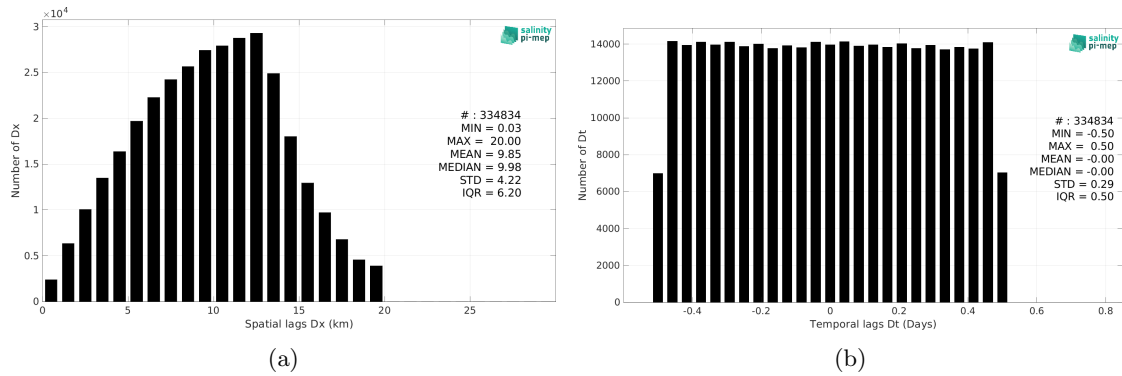 ×10^4
3
2.5
2
1.5
1
0.5
0
Number of Dx
0 5 10 15 20 25
Spatial lags Dx (km)
salinity
pi-mep
# : 334834
MIN = 0.03
MAX = 20.00
MEAN = 9.85
MEDIAN = 9.98
STD = 4.22
IQR = 6.20
(a)
14000
12000
10000
8000
6000
4000
2000
0
Number of Dt
-0.4 -0.2 0 0.2 0.4 0.6 0.8
Temporal lags Dt (Days)
salinity
pi-mep
# : 334834
MIN = -0.50
MAX = 0.50
MEAN = -0.00
MEDIAN = -0.00
STD = 0.29
IQR = 0.50
(b)